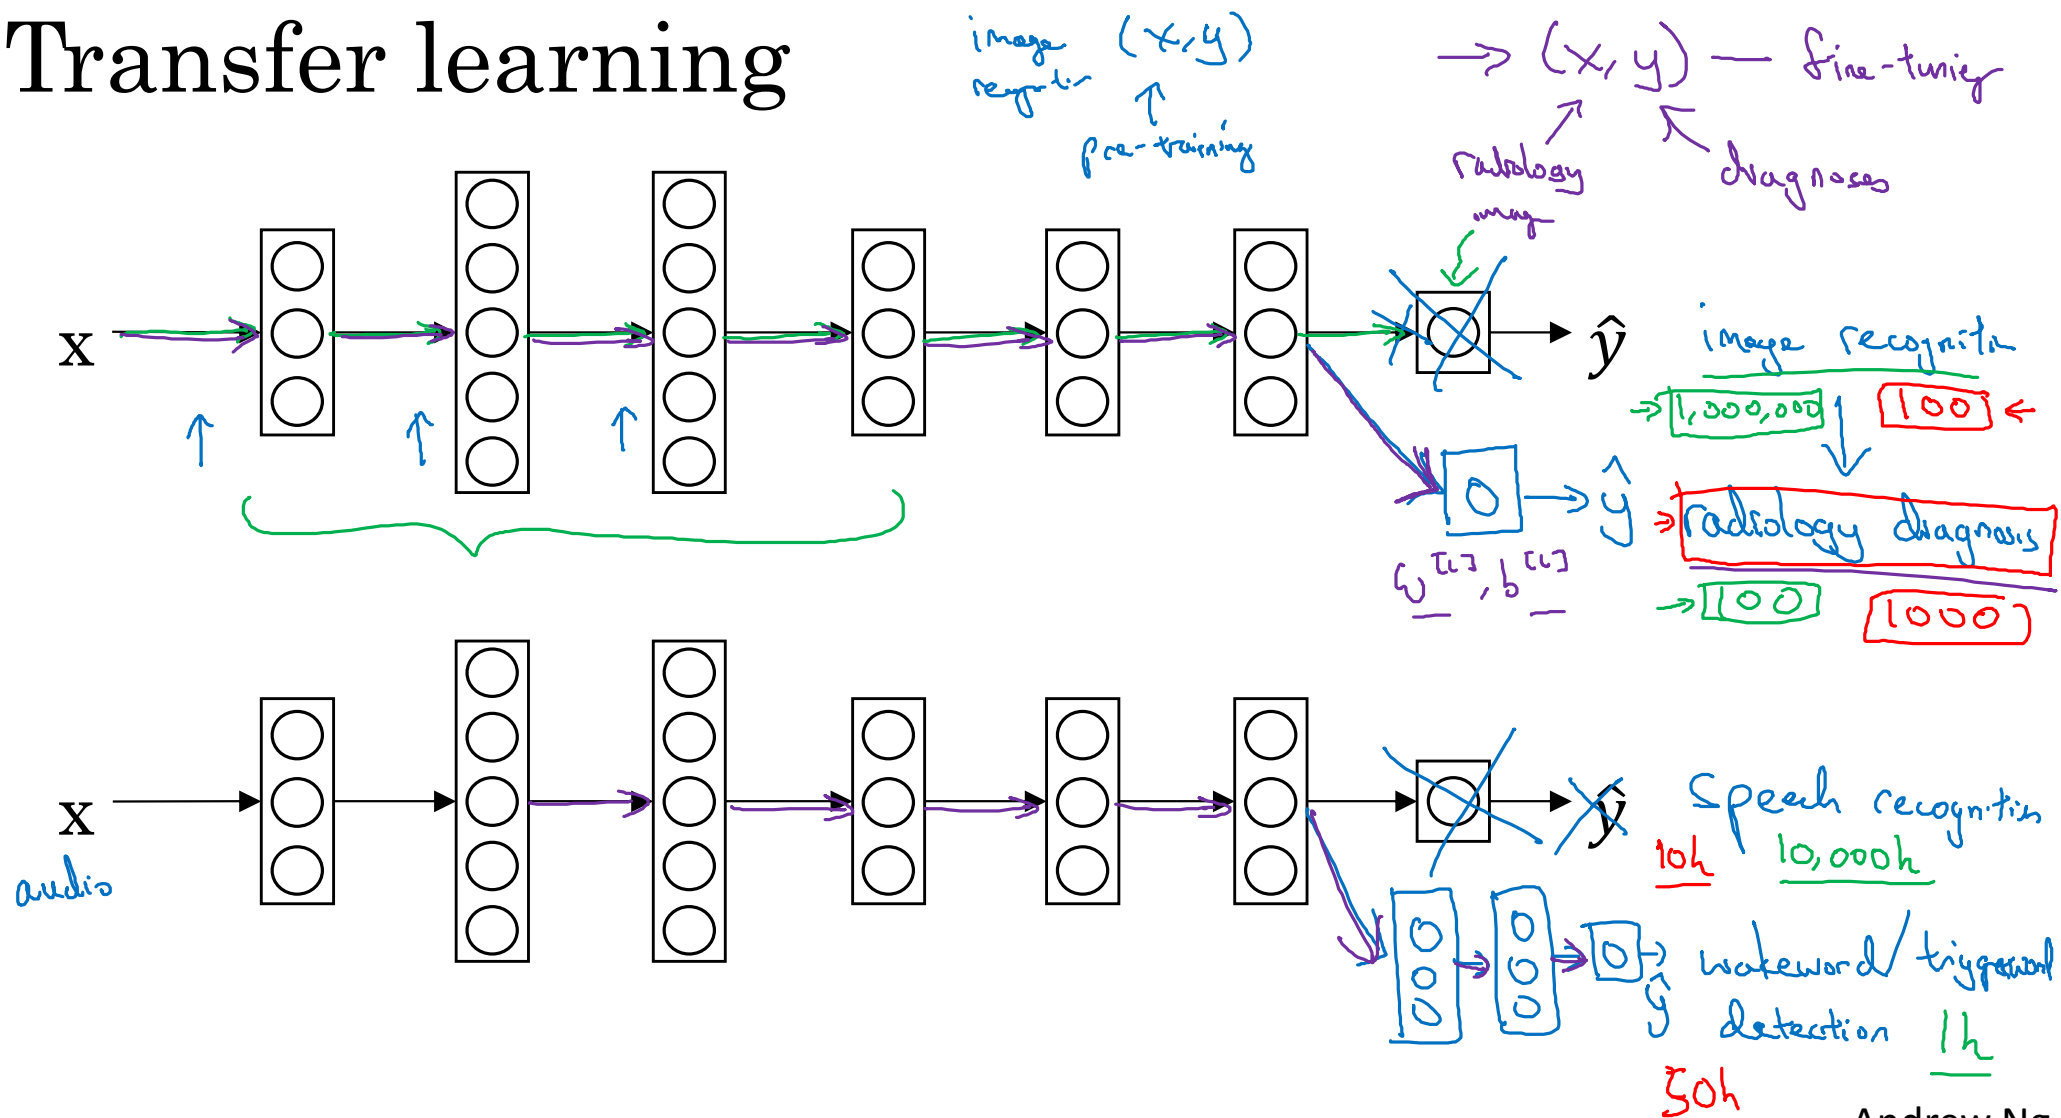 Transfer learning
image (x,y)
recognition
pre-training
→ (x,y) — fine-tuning
radiology
image
diagnoses
x
ŷ
image recognition
1,000,000 100
ŷ
radiology diagnosis
w[L], b[L]
100 1000
x
audio
ŷ
Speech recognition
10h 10,000h
ŷ
wakeword/triggerword
detection 1h
50h
Andrew Ng